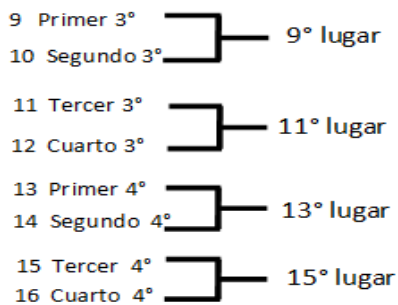 9 Primer 3°
9° lugar
10 Segundo 3°
11 Tercer 3°
11° lugar
12 Cuarto 3°
13 Primer 4°
13° lugar
14 Segundo 4°
15 Tercer 4°
15° lugar
16 Cuarto 4°